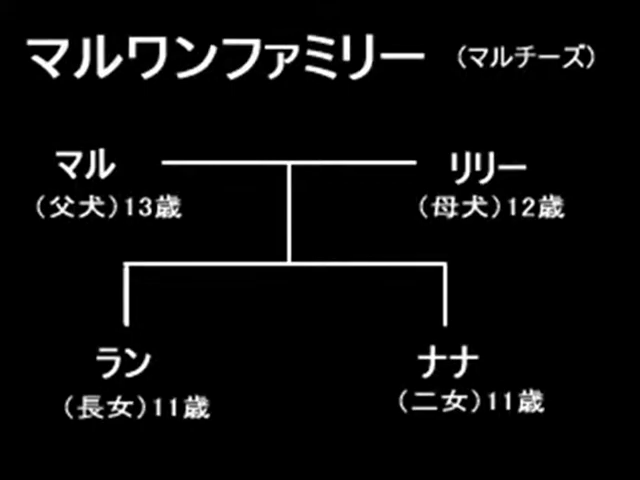 マルワンファミリー (マルチーズ)
マル リリー
(父犬)13歳 (母犬)12歳
ラン ナナ
(長女)11歳 (二女)11歳